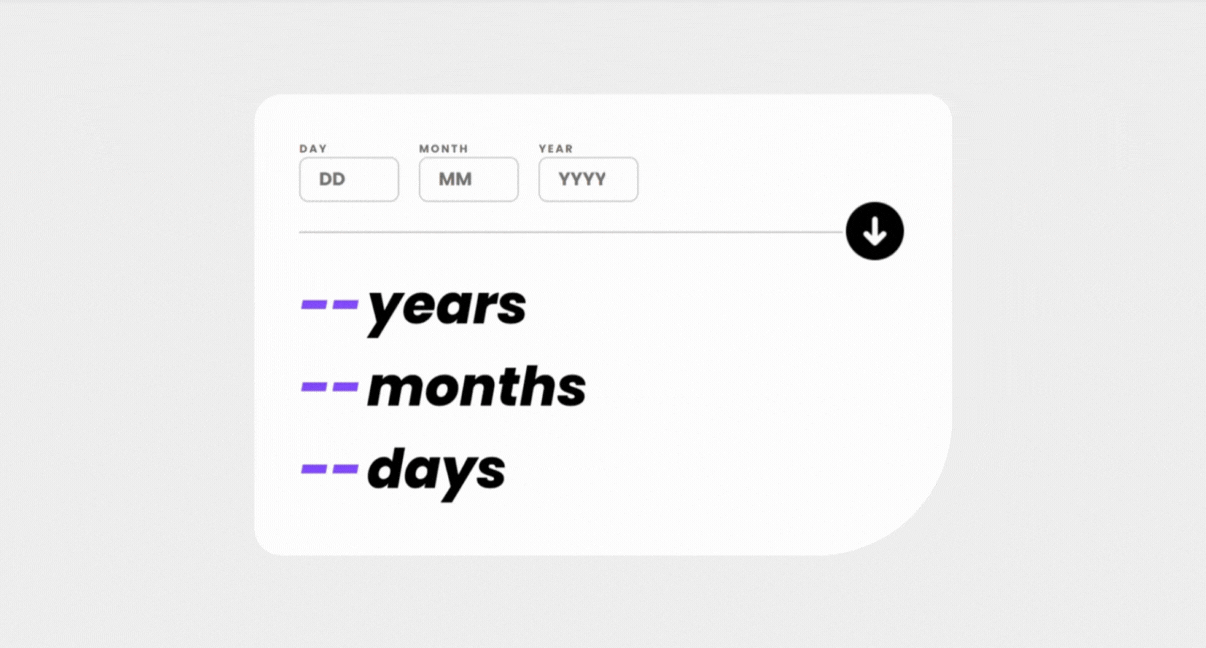 DAY MONTH YEAR
DD MM YYYY
-- years
-- months
-- days